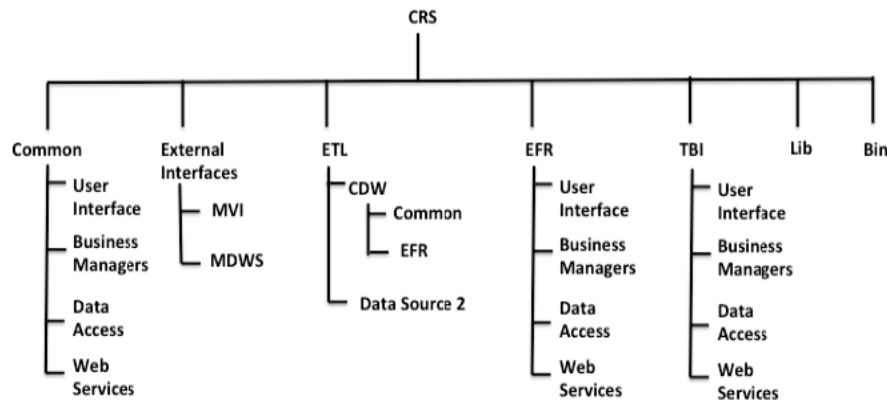 CRS
Common
External
Interfaces
ETL
EFR
TBI
Lib
Bin
User
Interface
Business
Managers
Data
Access
Web
Services
MVI
MDWS
CDW
Common
EFR
Data Source 2
User
Interface
Business
Managers
Data
Access
Web
Services
User
Interface
Business
Managers
Data
Access
Web
Services